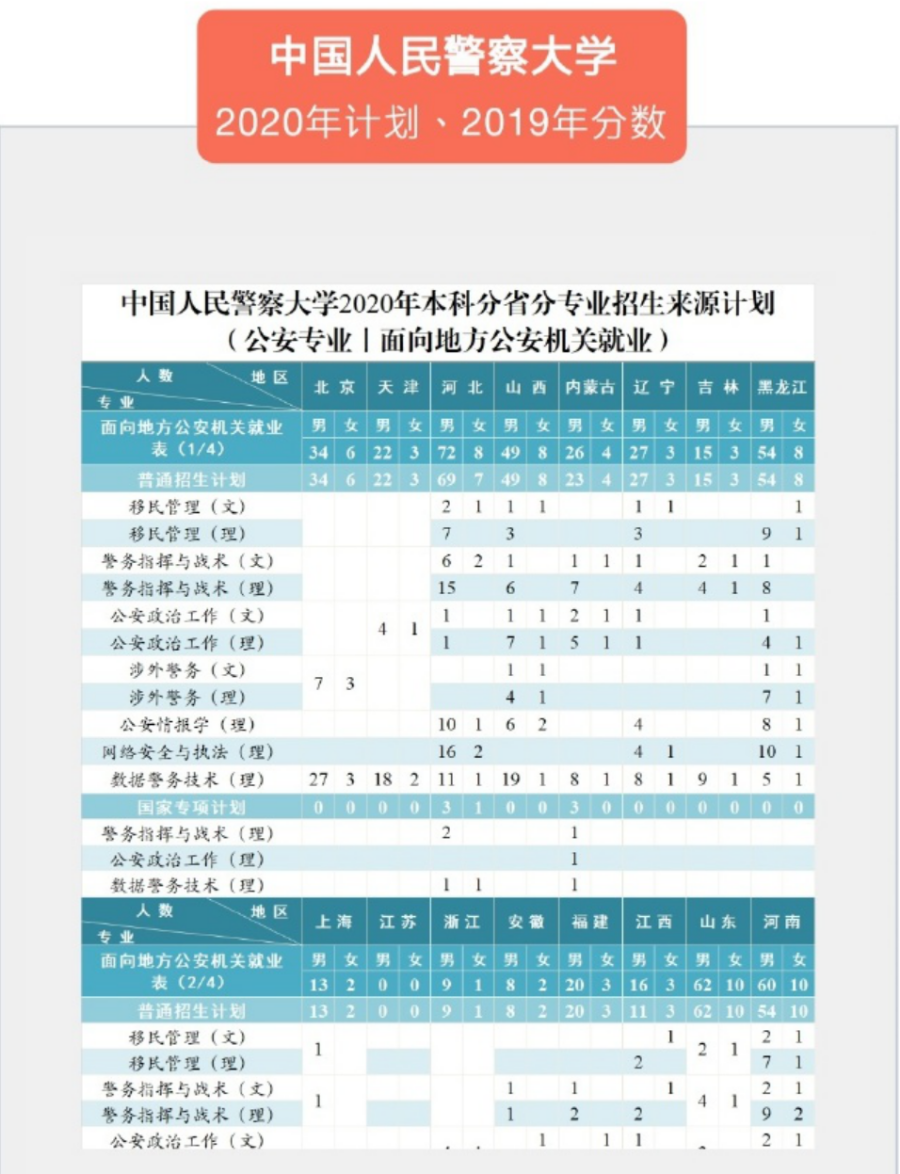 中国人民警察大学
2020年计划、2019年分数
中国人民警察大学2020年本科分省分专业招生来源计划
（公安专业|面向地方公安机关就业）
人数 地区 专业 北京 天津 河北 山西 内蒙古 辽宁 吉林 黑龙江
面向地方公安机关就业 男 女 男 女 男 女 男 女 男 女 男 女 男 女 男 女
表（1/4） 34 6 22 3 72 8 49 8 26 4 27 3 15 3 54 8
普通招生计划 34 6 22 3 69 7 49 8 23 4 27 3 15 3 54 8
移民管理（文） 2 1 1 1 1 1 1
移民管理（理） 7 3 3 9 1
警务指挥与战术（文） 6 2 1 1 1 1 2 1 1
警务指挥与战术（理） 15 6 7 4 4 1 8
公安政治工作（文） 4 1 1 1 1 2 1 1 1
公安政治工作（理） 1 7 1 5 1 1 4 1
涉外警务（文） 7 3 1 1 1 1
涉外警务（理） 4 1 7 1
公安情报学（理） 10 1 6 2 4 8 1
网络安全与执法（理） 16 2 4 1 10 1
数据警务技术（理） 27 3 18 2 11 1 19 1 8 1 8 1 9 1 5 1
国家专项计划 0 0 0 0 3 1 0 0 3 0 0 0 0 0 0 0
警务指挥与战术（理） 2 1
公安政治工作（理） 1
数据警务技术（理） 1 1 1
人数 地区 专业 上海 江苏 浙江 安徽 福建 江西 山东 河南
面向地方公安机关就业 男 女 男 女 男 女 男 女 男 女 男 女 男 女 男 女
表（2/4） 13 2 0 0 9 1 8 2 20 3 16 3 62 10 60 10
普通招生计划 13 2 0 0 9 1 8 2 20 3 11 3 62 10 54 10
移民管理（文） 1 1 2 1 2 1
移民管理（理） 2 7 1
警务指挥与战术（文） 1 1 1 1 4 1 2 1
警务指挥与战术（理） 1 2 2 9 2
公安政治工作（文） 1 1 1 2 1